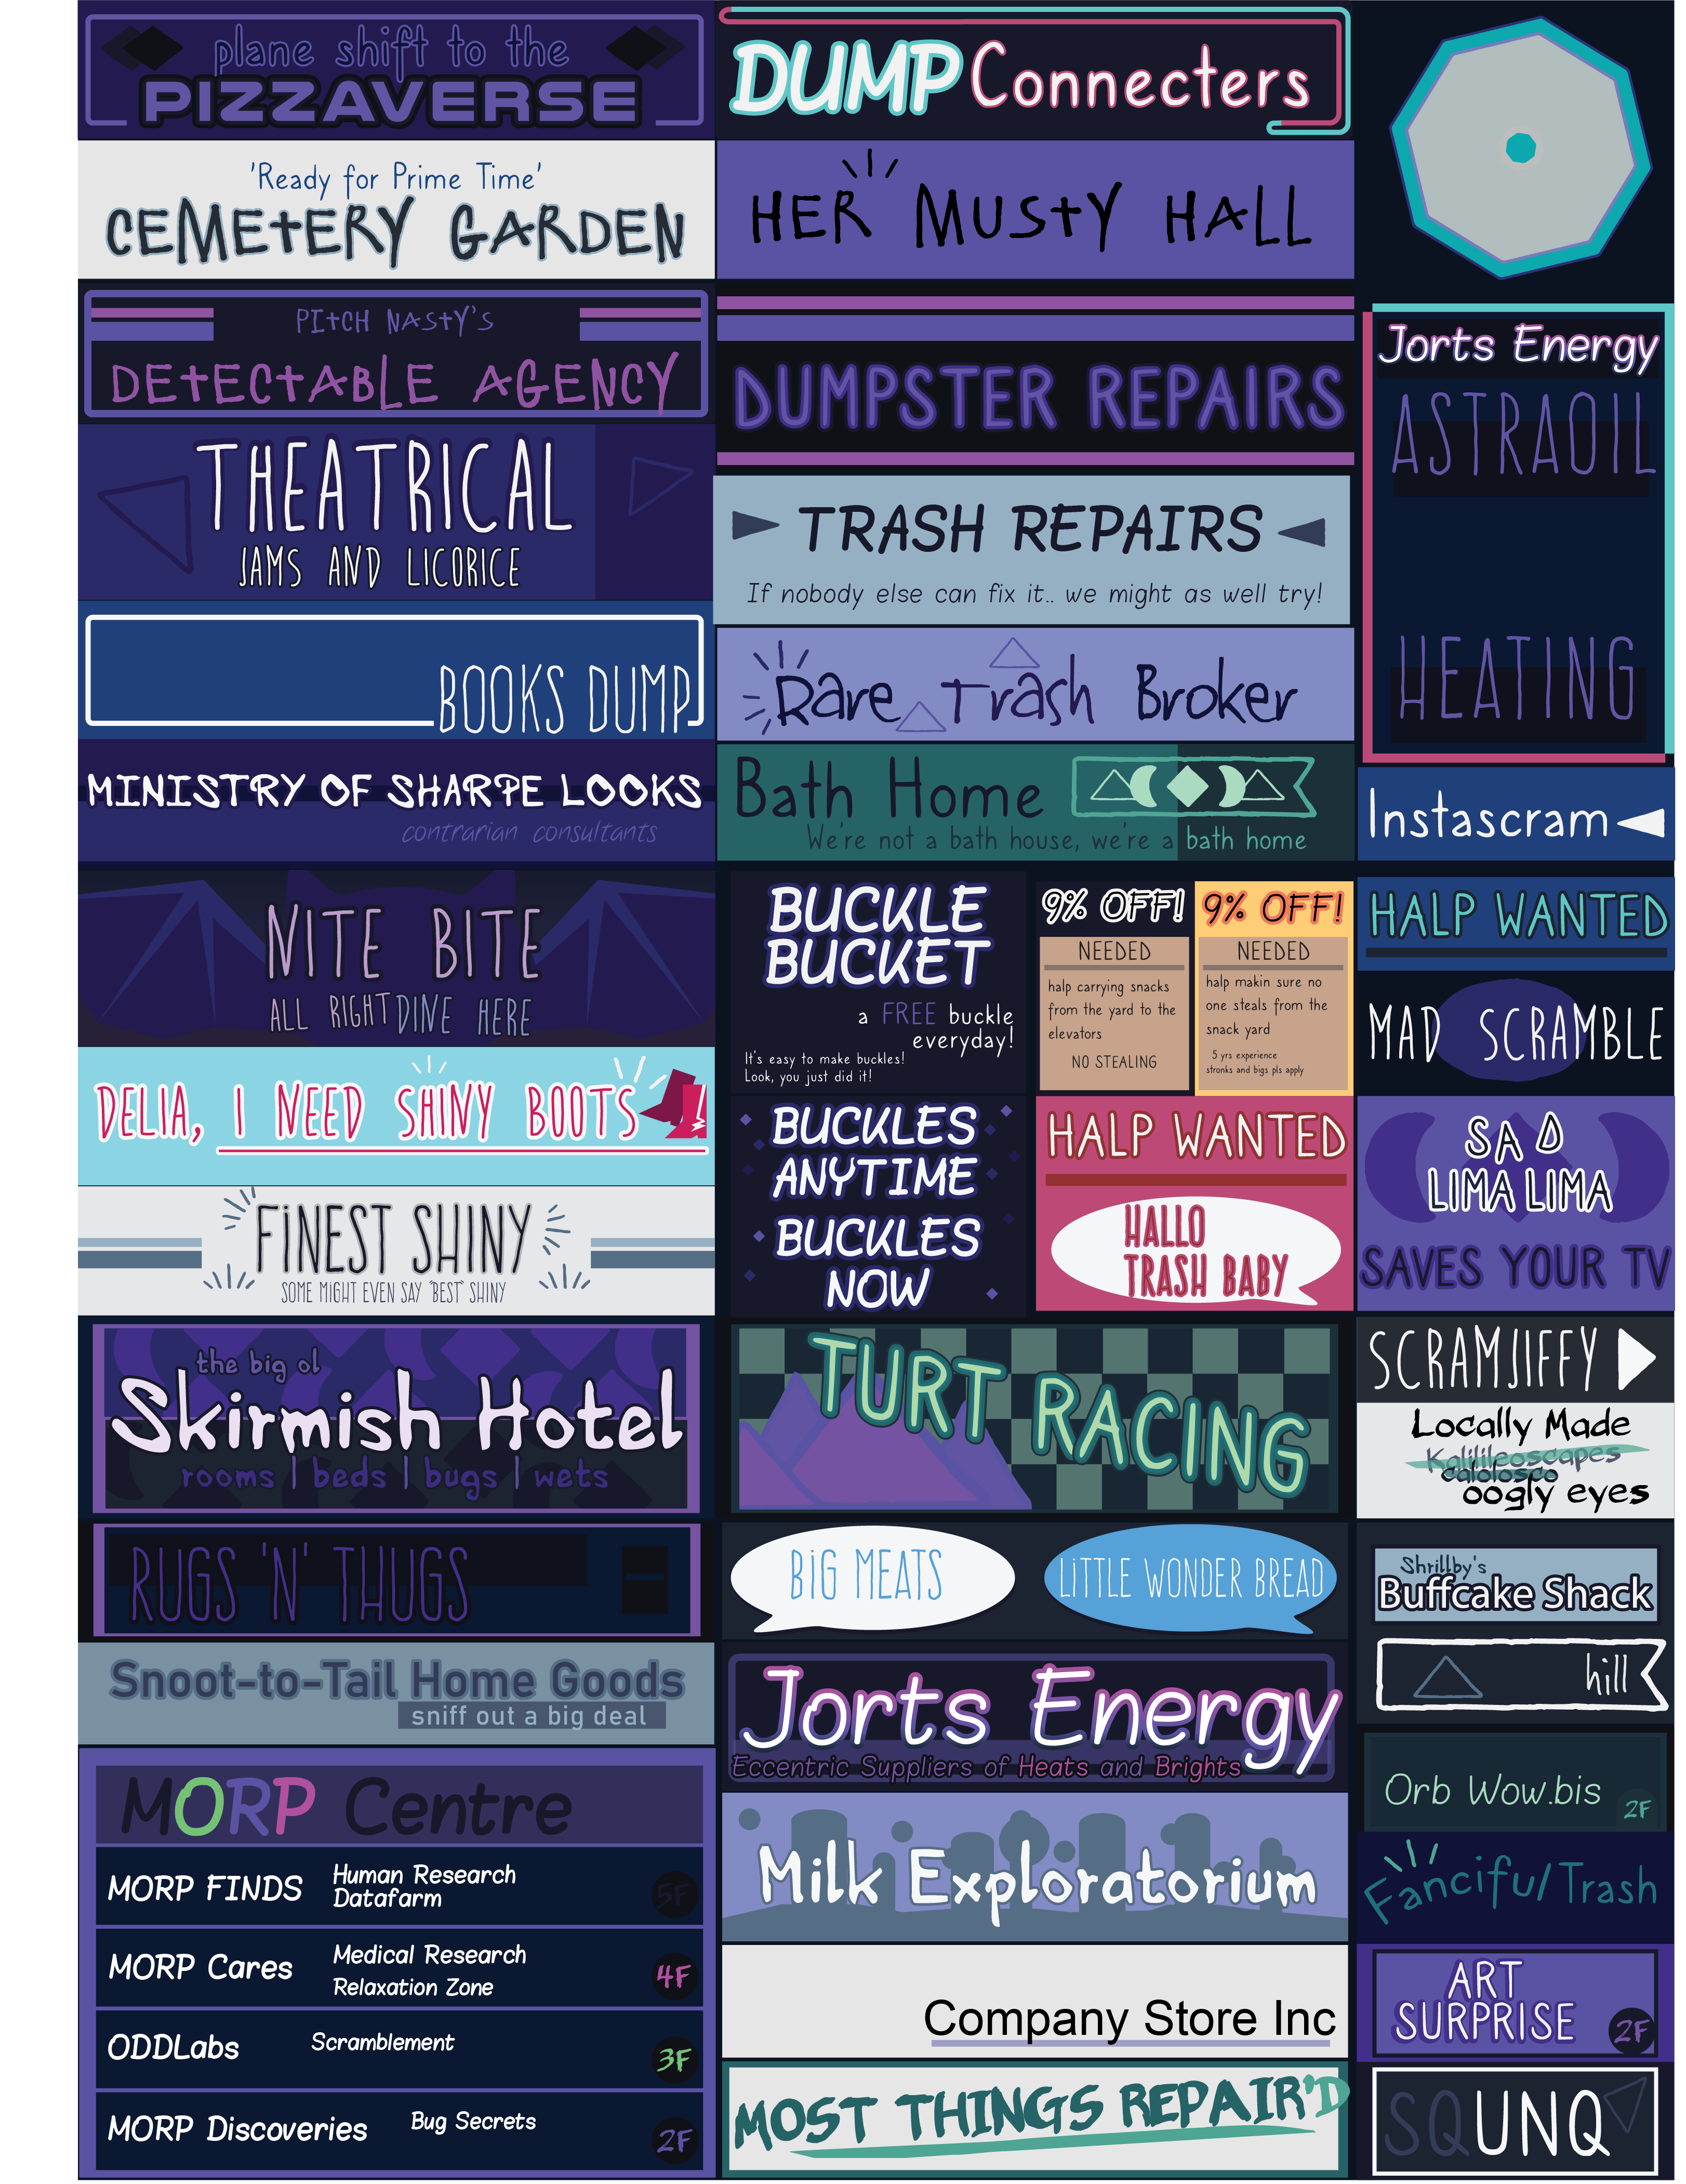 plane shift to the
PIZZAVERSE
'Ready for Prime Time'
CEMETERY GARDEN
PITCH NASTY'S
DETECTABLE AGENCY
THEATRICAL
JAMS AND LICORICE
BOOKS DUMP
MINISTRY OF SHARPE LOOKS
contrarian consultants
NITE BITE
ALL RIGHT DINE HERE
DELIA, I NEED SHINY BOOTS
FINEST SHINY
SOME MIGHT EVEN SAY 'BEST' SHINY
the big ol
Skirmish Hotel
rooms | beds | bugs | wets
RUGS 'N' THUGS
Snoot-to-Tail Home Goods
sniff out a big deal
MORP Centre
MORP FINDS
Human Research
Datafarm
5F
MORP Cares
Medical Research
Relaxation Zone
4F
ODDLabs
Scramblement
3F
MORP Discoveries
Bug Secrets
2F
DUMP Connecters
HER MUSTY HALL
DUMPSTER REPAIRS
TRASH REPAIRS
If nobody else can fix it.. we might as well try!
Rare Trash Broker
Bath Home
We're not a bath house, we're a bath home
BUCKLE
BUCKET
a FREE buckle
everyday!
It's easy to make buckles!
Look, you just did it!
9% OFF!
NEEDED
halp carrying snacks
from the yard to the
elevators
NO STEALING
9% OFF!
NEEDED
halp makin sure no
one steals from the
snack yard
5 yrs experience
stronks and bigs pls apply
BUCKLES
ANYTIME
BUCKLES
NOW
HALP WANTED
HALLO
TRASH BABY
TURT RACING
BIG MEATS
LITTLE WONDER BREAD
Jorts Energy
Eccentric Suppliers of Heats and Brights
Milk Exploratorium
Company Store Inc
MOST THINGS REPAIR'D
Jorts Energy
ASTRAOIL
HEATING
Instascram
HALP WANTED
MAD SCRAMBLE
SAD
LIMA LIMA
SAVES YOUR TV
SCRAMJIFFY
Locally Made
Kalilileoscapes
calolosco
oogly eyes
Shrillby's
Buffcake Shack
hill
Orb Wow.bis
2F
Fanciful Trash
ART
SURPRISE
2F
SQUNQ